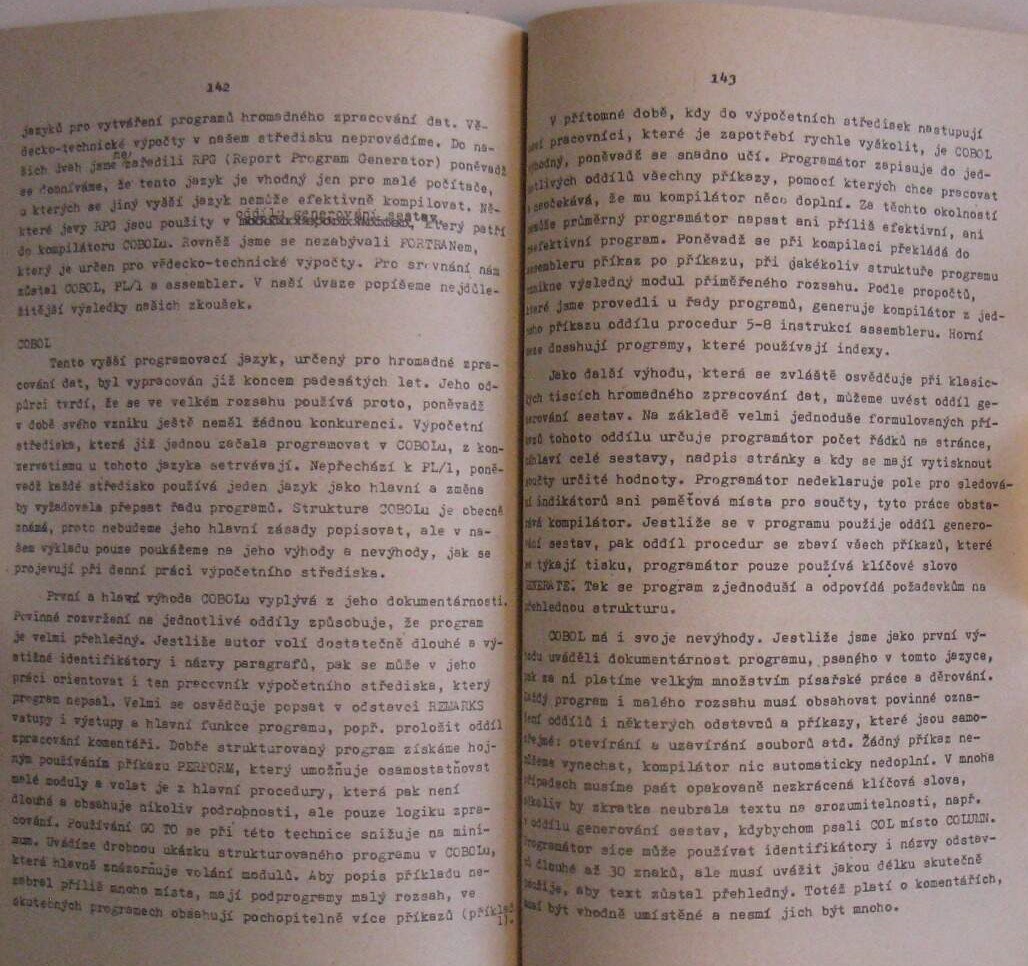 142
jazyků pro vytváření programů hromadného zpracování dat. Vě-
decko-technické výpočty v našem středisku neprovádíme. Do na-
šich úvah jsme ne zařadili RPG (Report Program Generator) poněvadž
se domníváme, že tento jazyk je vhodný jen pro malé počítače,
u kterých se jiný vyšší jazyk nemůže efektivně kompilovat. Ně-
které jevy RPG jsou použity v oddílu generování sestav, který patří
do kompilátoru COBOLu. Rovněž jsme se nezabývali FORTRANem,
který je určen pro vědecko-technické výpočty. Pro srovnání nám
zůstal COBOL, PL/1 a assembler. V naší úvaze popíšeme nejdůle-
žitější výsledky našich zkoušek.
COBOL
Tento vyšší programovací jazyk, určený pro hromadné zpra-
cování dat, byl vypracován již koncem padesátých let. Jeho od-
půrci tvrdí, že se ve velkém rozsahu používá proto, poněvadž
v době svého vzniku ještě neměl žádnou konkurenci. Výpočetní
střediska, která již jednou začala programovat v COBOLu, z kon-
zervatismu u tohoto jazyka setrvávají. Nepřechází k PL/1, poně-
vadž každé středisko používá jeden jazyk jako hlavní a změna
by vyžadovala přepsat řadu programů. Struktura COBOLu je obecně
známá, proto nebudeme jeho hlavní zásady popisovat, ale v na-
šem výkladu pouze poukážeme na jeho výhody a nevýhody, jak se
projevují při denní práci výpočetního střediska.
První a hlavní výhoda COBOLu vyplývá z jeho dokumentárnosti.
Povinné rozvržení na jednotlivé oddíly způsobuje, že program
je velmi přehledný. Jestliže autor volí dostatečně dlouhé a vý-
stižné identifikátory i názvy paragrafů, pak se může v jeho
práci orientovat i ten pracovník výpočetního střediska, který
program nepsal. Velmi se osvědčuje popsat v odstavci REMARKS
vstupy i výstupy a hlavní funkce programu, popř. proložit oddíl
zpracování komentáři. Dobře strukturovaný program získáme hoj-
ným používáním příkazu PERFORM, který umožňuje osamostatňovat
malé moduly a volat je z hlavní procedury, která pak není
dlouhá a obsahuje nikoliv podrobnosti, ale pouze logiku zpra-
cování. Používání GO TO se při této technice snižuje na mini-
mum. Uvádíme drobnou ukázku strukturovaného programu v COBOLu,
která hlavně znázorňuje volání modulů. Aby popis příkladu ne-
zabral příliš mnoho místa, mají podprogramy malý rozsah, ve
skutečných programech obsahují pochopitelně více příkazů (příklad
1).
143
V přítomné době, kdy do výpočetních středisek nastupují
pracovníci, které je zapotřebí rychle vyškolit, je COBOL
vhodný, poněvadž se snadno učí. Programátor zapisuje do jed-
notlivých oddílů všechny příkazy, pomocí kterých chce pracovat
a neočekává, že mu kompilátor něco doplní. Za těchto okolností
může průměrný programátor napsat ani příliš efektivní, ani
neefektivní program. Poněvadž se při kompilaci překládá do
assembleru příkaz po příkazu, při jakékoliv struktuře programu
vznikne výsledný modul přiměřeného rozsahu. Podle propočtů,
které jsme provedli u řady programů, generuje kompilátor z jed-
noho příkazu oddílu procedur 5-8 instrukcí assembleru. Horní
meze dosahují programy, které používají indexy.
Jako další výhodu, která se zvláště osvědčuje při klasic-
kých tiscích hromadného zpracování dat, můžeme uvést oddíl ge-
nerování sestav. Na základě velmi jednoduše formulovaných pří-
kazů tohoto oddílu určuje programátor počet řádků na stránce,
záhlaví celé sestavy, nadpis stránky a kdy se mají vytisknout
součty určité hodnoty. Programátor nedeklaruje pole pro sledová-
ní indikátorů ani paměťová místa pro součty, tyto práce obsta-
rává kompilátor. Jestliže se v programu použije oddíl genero-
vání sestav, pak oddíl procedur se zbaví všech příkazů, které
se týkají tisku, programátor pouze používá klíčové slovo
GENERATE. Tak se program zjednoduší a odpovídá požadavkům na
přehlednou strukturu.
COBOL má i svoje nevýhody. Jestliže jsme jako první vý-
hodu uváděli dokumentárnost programu, psaného v tomto jazyce,
pak za ni platíme velkým množstvím písařské práce a děrování.
Každý program i malého rozsahu musí obsahovat povinné ozna-
čení oddílů i některých odstavců a příkazy, které jsou samo-
zřejmé: otevírání a uzavírání souborů atd. Žádný příkaz ne-
můžeme vynechat, kompilátor nic automaticky nedoplní. V mnoha
případech musíme psát opakovaně nezkrácená klíčová slova,
ačkoliv by zkratka neubrala textu na srozumitelnosti, např.
v oddílu generování sestav, kdybychom psali COL místo COLUMN.
Programátor sice může používat identifikátory i názvy odstav-
ců dlouhé až 30 znaků, ale musí uvážit jakou délku skutečně
použije, aby text zůstal přehledný. Totéž platí o komentářích,
musí být vhodně umístěné a nesmí jich být mnoho.